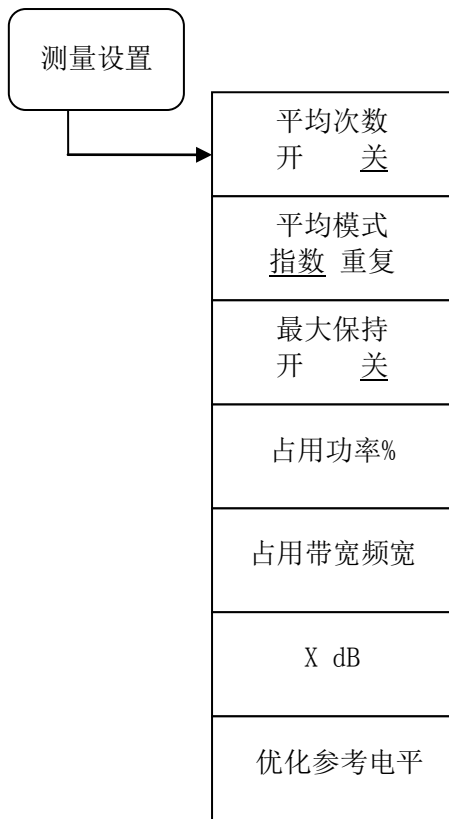 测量设置
平均次数
开 关
平均模式
指数 重复
最大保持
开 关
占用功率%
占用带宽频宽
X dB
优化参考电平